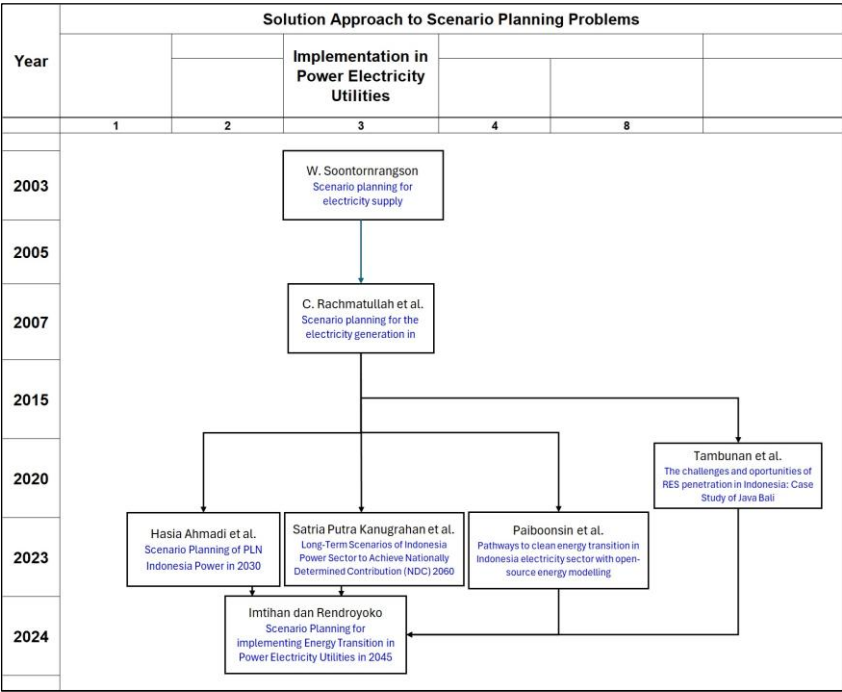 Solution Approach to Scenario Planning Problems
Year
Implementation in
Power Electricity
Utilities
1 2 3 4 8
2003
W. Soontornrangson
Scenario planning for
electricity supply
2005
2007
C. Rachmatullah et al.
Scenario planning for the
electricity generation in
2015
2020
Tambunan et al.
The challenges and oportunities of
RES penetration in Indonesia: Case
Study of Java Bali
2023
Hasia Ahmadi et al.
Scenario Planning of PLN
Indonesia Power in 2030
Satria Putra Kanugrahan et al.
Long-Term Scenarios of Indonesia
Power Sector to Achieve Nationally
Determined Contribution (NDC) 2060
Paiboonsin et al.
Pathways to clean energy transition in
Indonesia electricity sector with open-
source energy modelling
2024
Imtihan dan Rendroyoko
Scenario Planning for
implementing Energy Transition in
Power Electricity Utilities in 2045